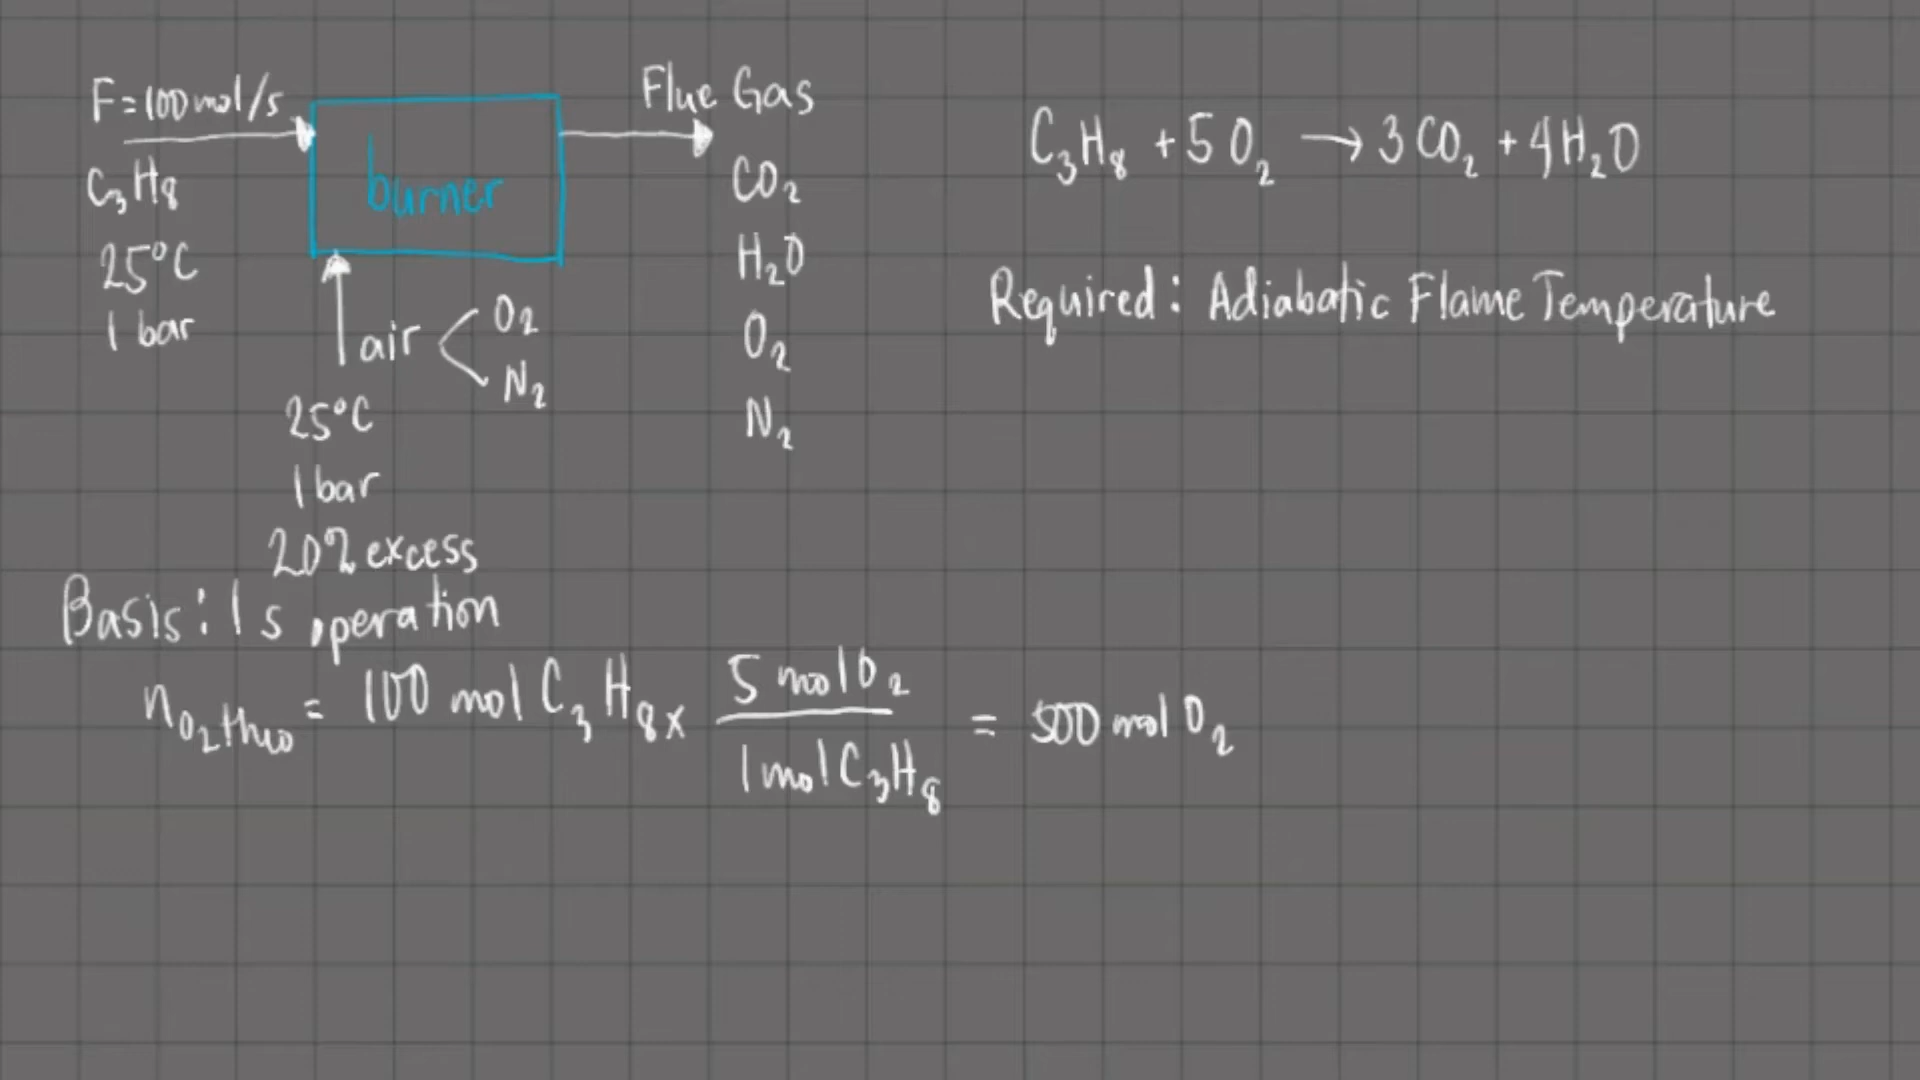 F = 100 mol/s
C₃H₈
25°C
1 bar
burner
air
O₂
N₂
25°C
1 bar
20% excess
Flue Gas
CO₂
H₂O
O₂
N₂
C₃H₈ + 5 O₂ → 3 CO₂ + 4 H₂O
Required: Adiabatic Flame Temperature
Basis: 1 s operation
n O₂ theo = 100 mol C₃H₈ x 5 mol O₂ / 1 mol C₃H₈ = 500 mol O₂